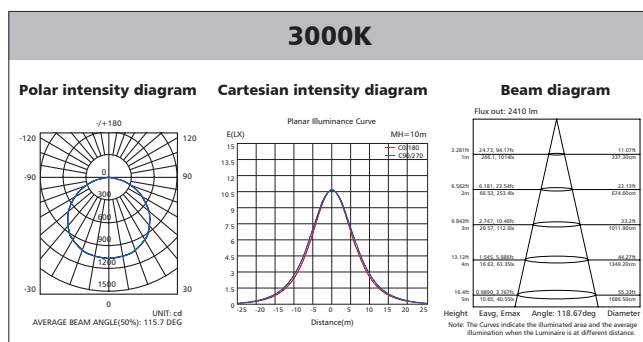 3000K
Polar intensity diagram
-/+180
-120
120
-90
90
0
300
600
900
1200
1500
-30
30
0
UNIT: cd
AVERAGE BEAM ANGLE(50%): 115.7 DEG
Cartesian intensity diagram
Planar Illuminance Curve
E(LX)
MH=10m
C0/180
C90/270
15
13.5
12
10.5
9
7.5
6
4.5
3
1.5
0
-25 -20 -15 -10 -5 0 5 10 15 20 25
Distance(m)
Beam diagram
Flux out: 2410 lm
3.281ft 24.73, 94.17fc 11.07ft
1m 266.1, 1014lx 337.30cm
6.562ft 6.181, 23.54fc 22.13ft
2m 66.53, 253.4lx 674.60cm
9.843ft 2.747, 10.46fc 33.2ft
3m 29.57, 112.6lx 1011.90cm
13.12ft 1.545, 5.886fc 44.27ft
4m 16.63, 63.35lx 1349.20cm
16.4ft 0.9890, 3.767fc 55.33ft
5m 10.65, 40.55lx 1686.50cm
Height Eavg, Emax Angle: 118.67deg Diameter
Note: The Curves indicate the illuminated area and the average
illumination when the Luminaire is at different distance.